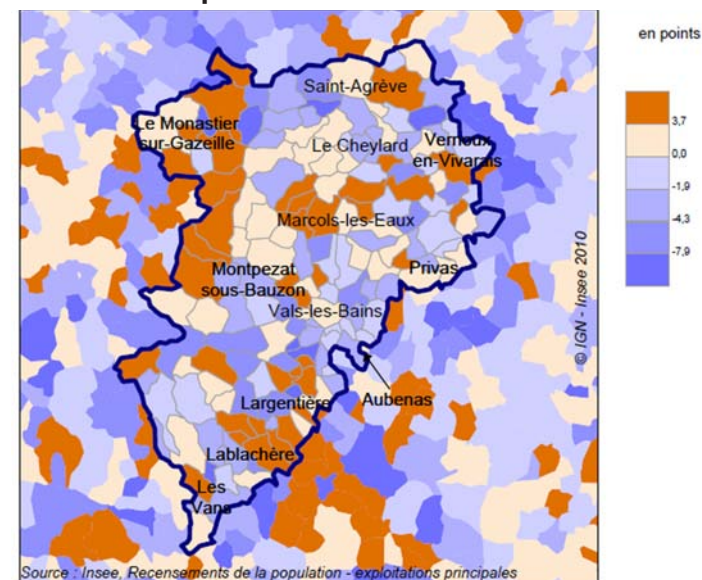 en points
3,7
0,0
-1,9
-4,3
-7,9
Saint-Agrève
Le Monastier
sur-Gazeille
Le Cheylard
Vernoux
en-Vivarais
Marcols-les-Eaux
Montpezat
sous-Bauzon
Privas
Vals-les-Bains
Largentière
Aubenas
Lablachère
Les
Vans
© IGN - Insee 2010
Source : Insee, Recensements de la population - exploitations principales